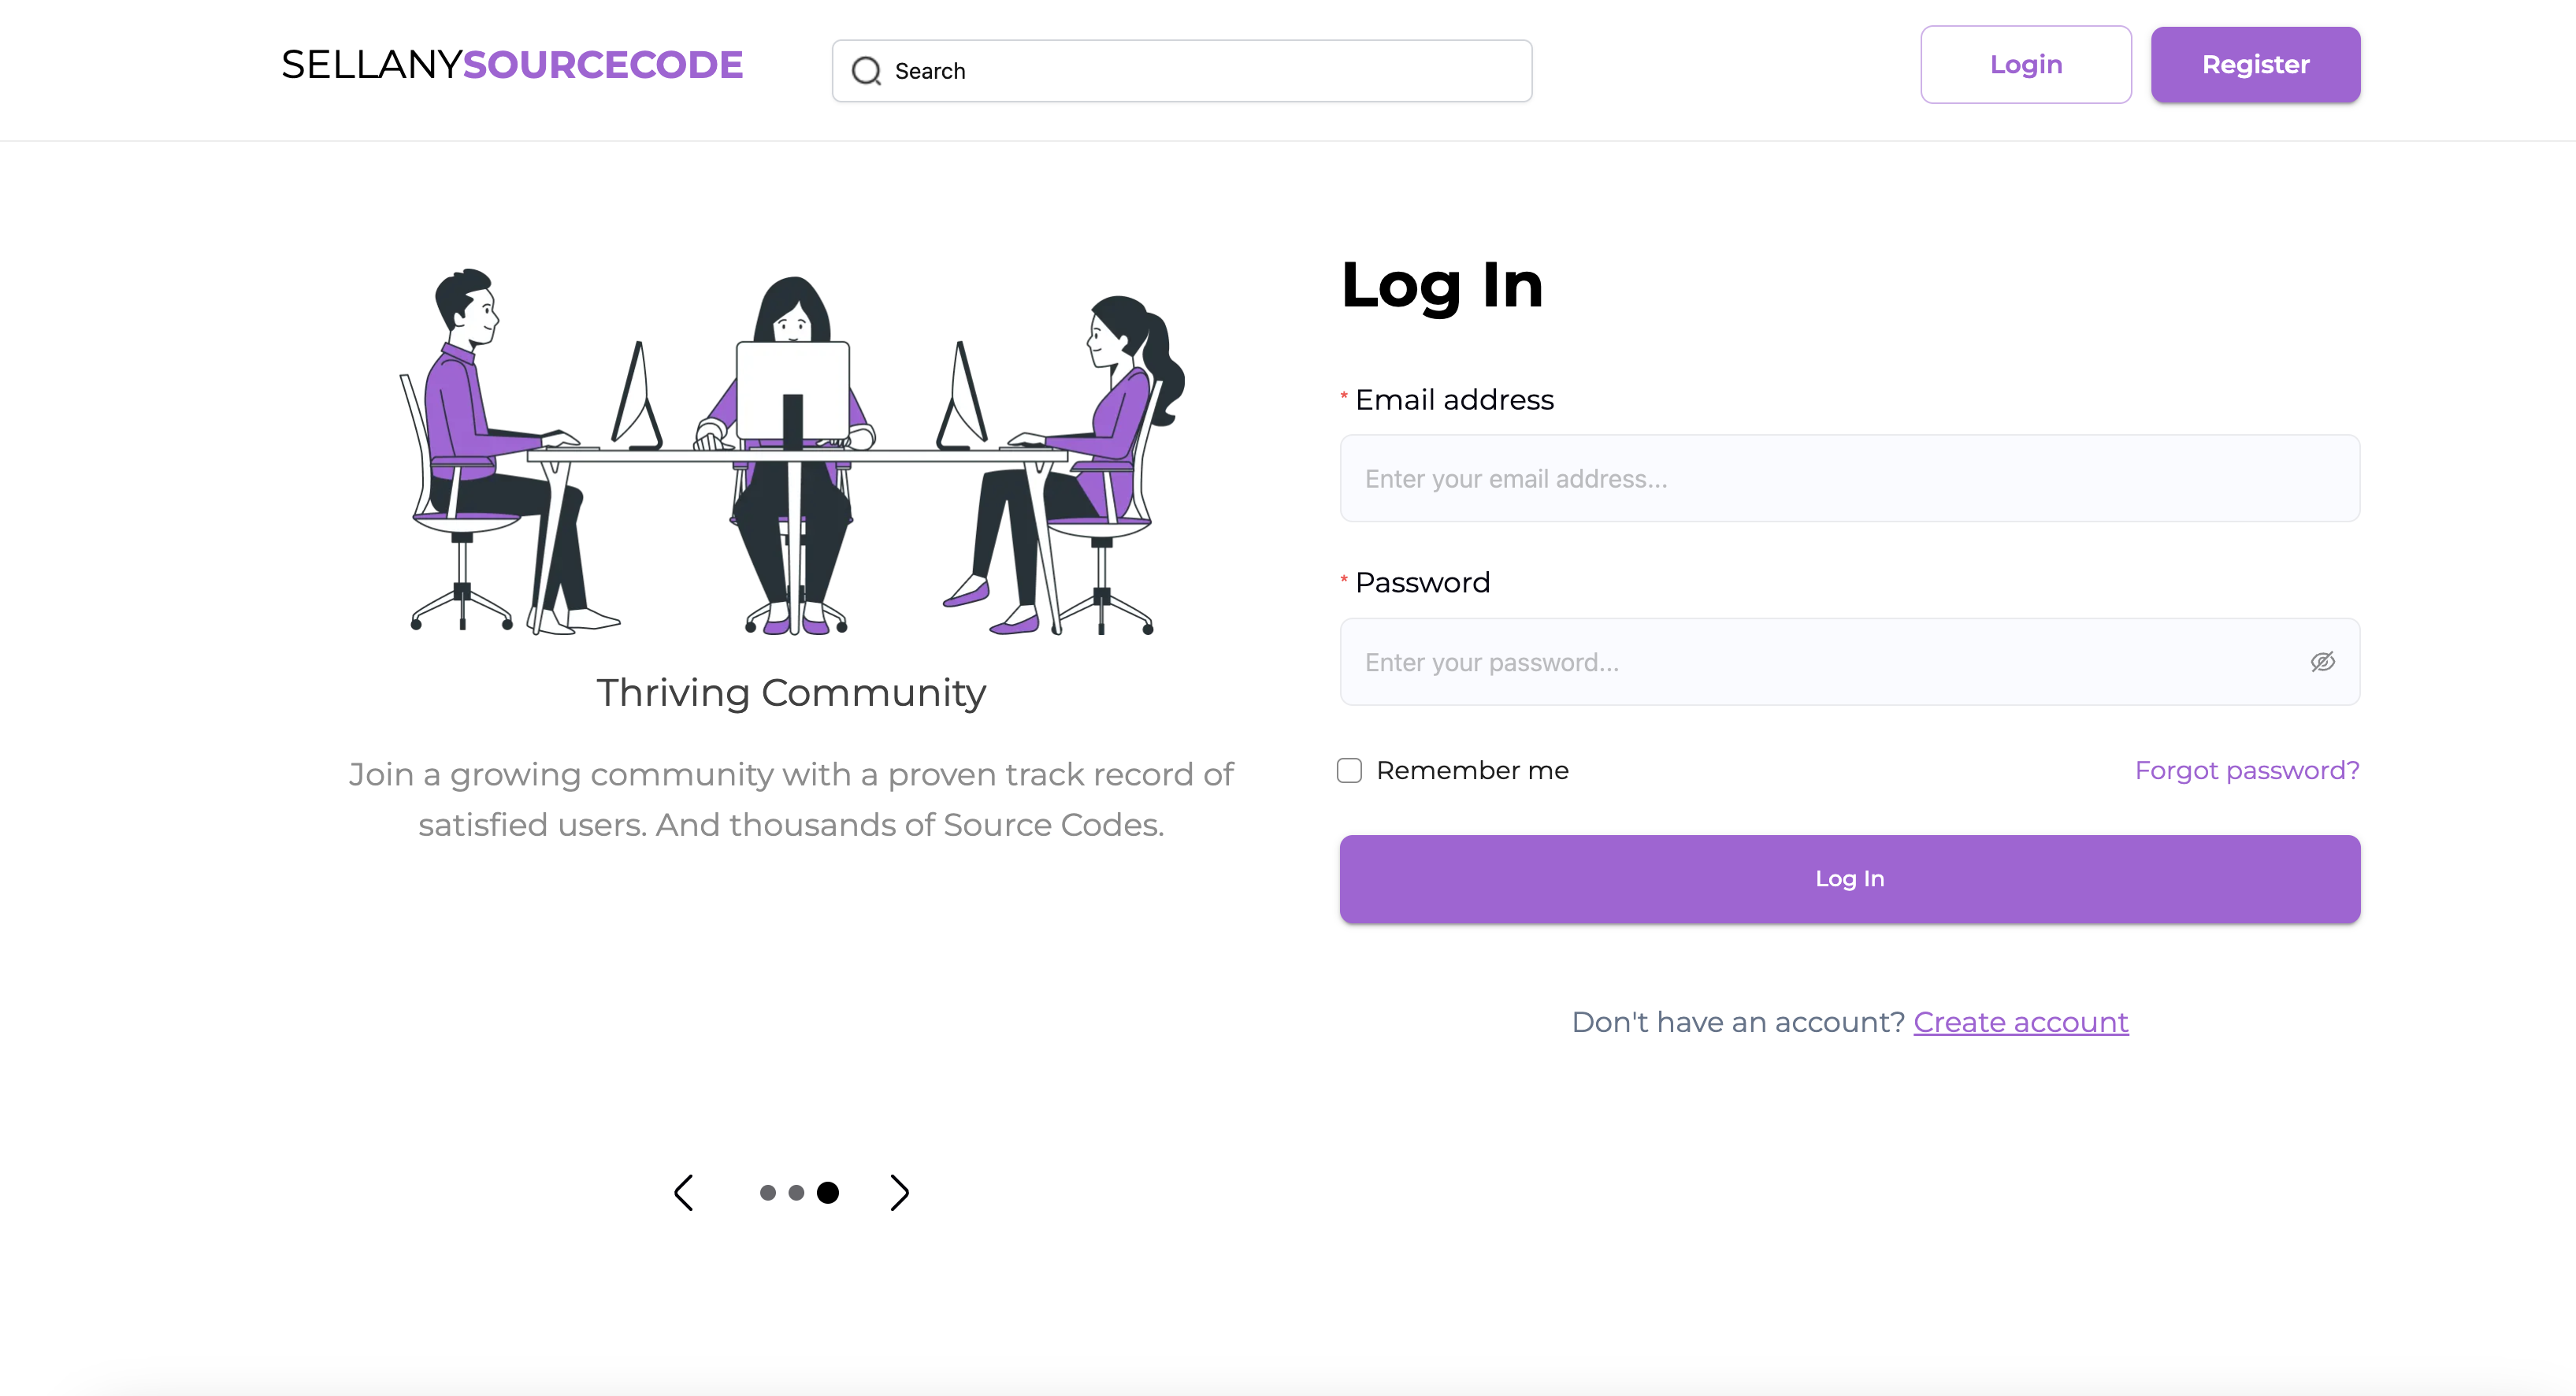 SELLANYSOURCECODE
Search
Login
Register
Thriving Community
Join a growing community with a proven track record of
satisfied users. And thousands of Source Codes.
Log In
* Email address
Enter your email address...
* Password
Enter your password...
Remember me
Forgot password?
Log In
Don't have an account? Create account